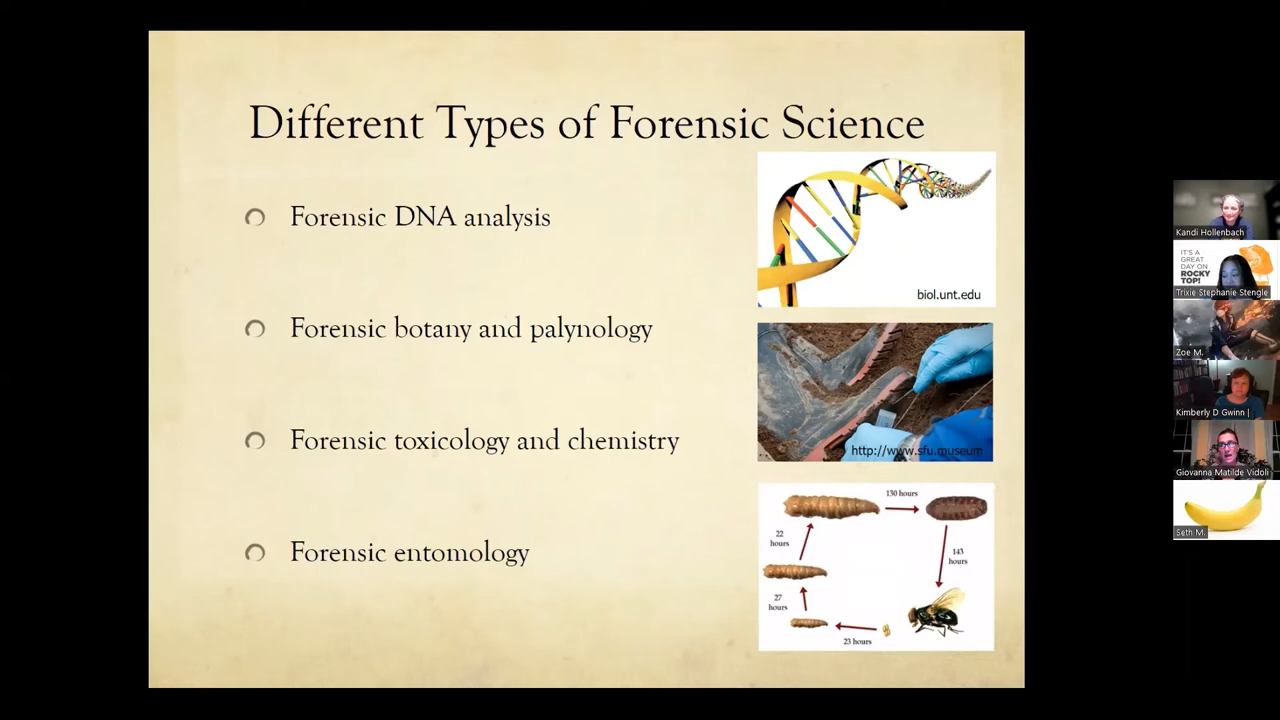 Different Types of Forensic Science
Forensic DNA analysis
Forensic botany and palynology
Forensic toxicology and chemistry
Forensic entomology
biol.unt.edu
http://www.sfu.museum
130 hours
22
hours
143
hours
27
hours
23 hours
Kandi Hollenbach
IT'S A
GREAT
DAY ON
ROCKY
TOP!
Trixie Stephanie Stengle
Zoe M.
Kimberly D Gwinn |
Giovanna Matilde Vidoli
Seth M.